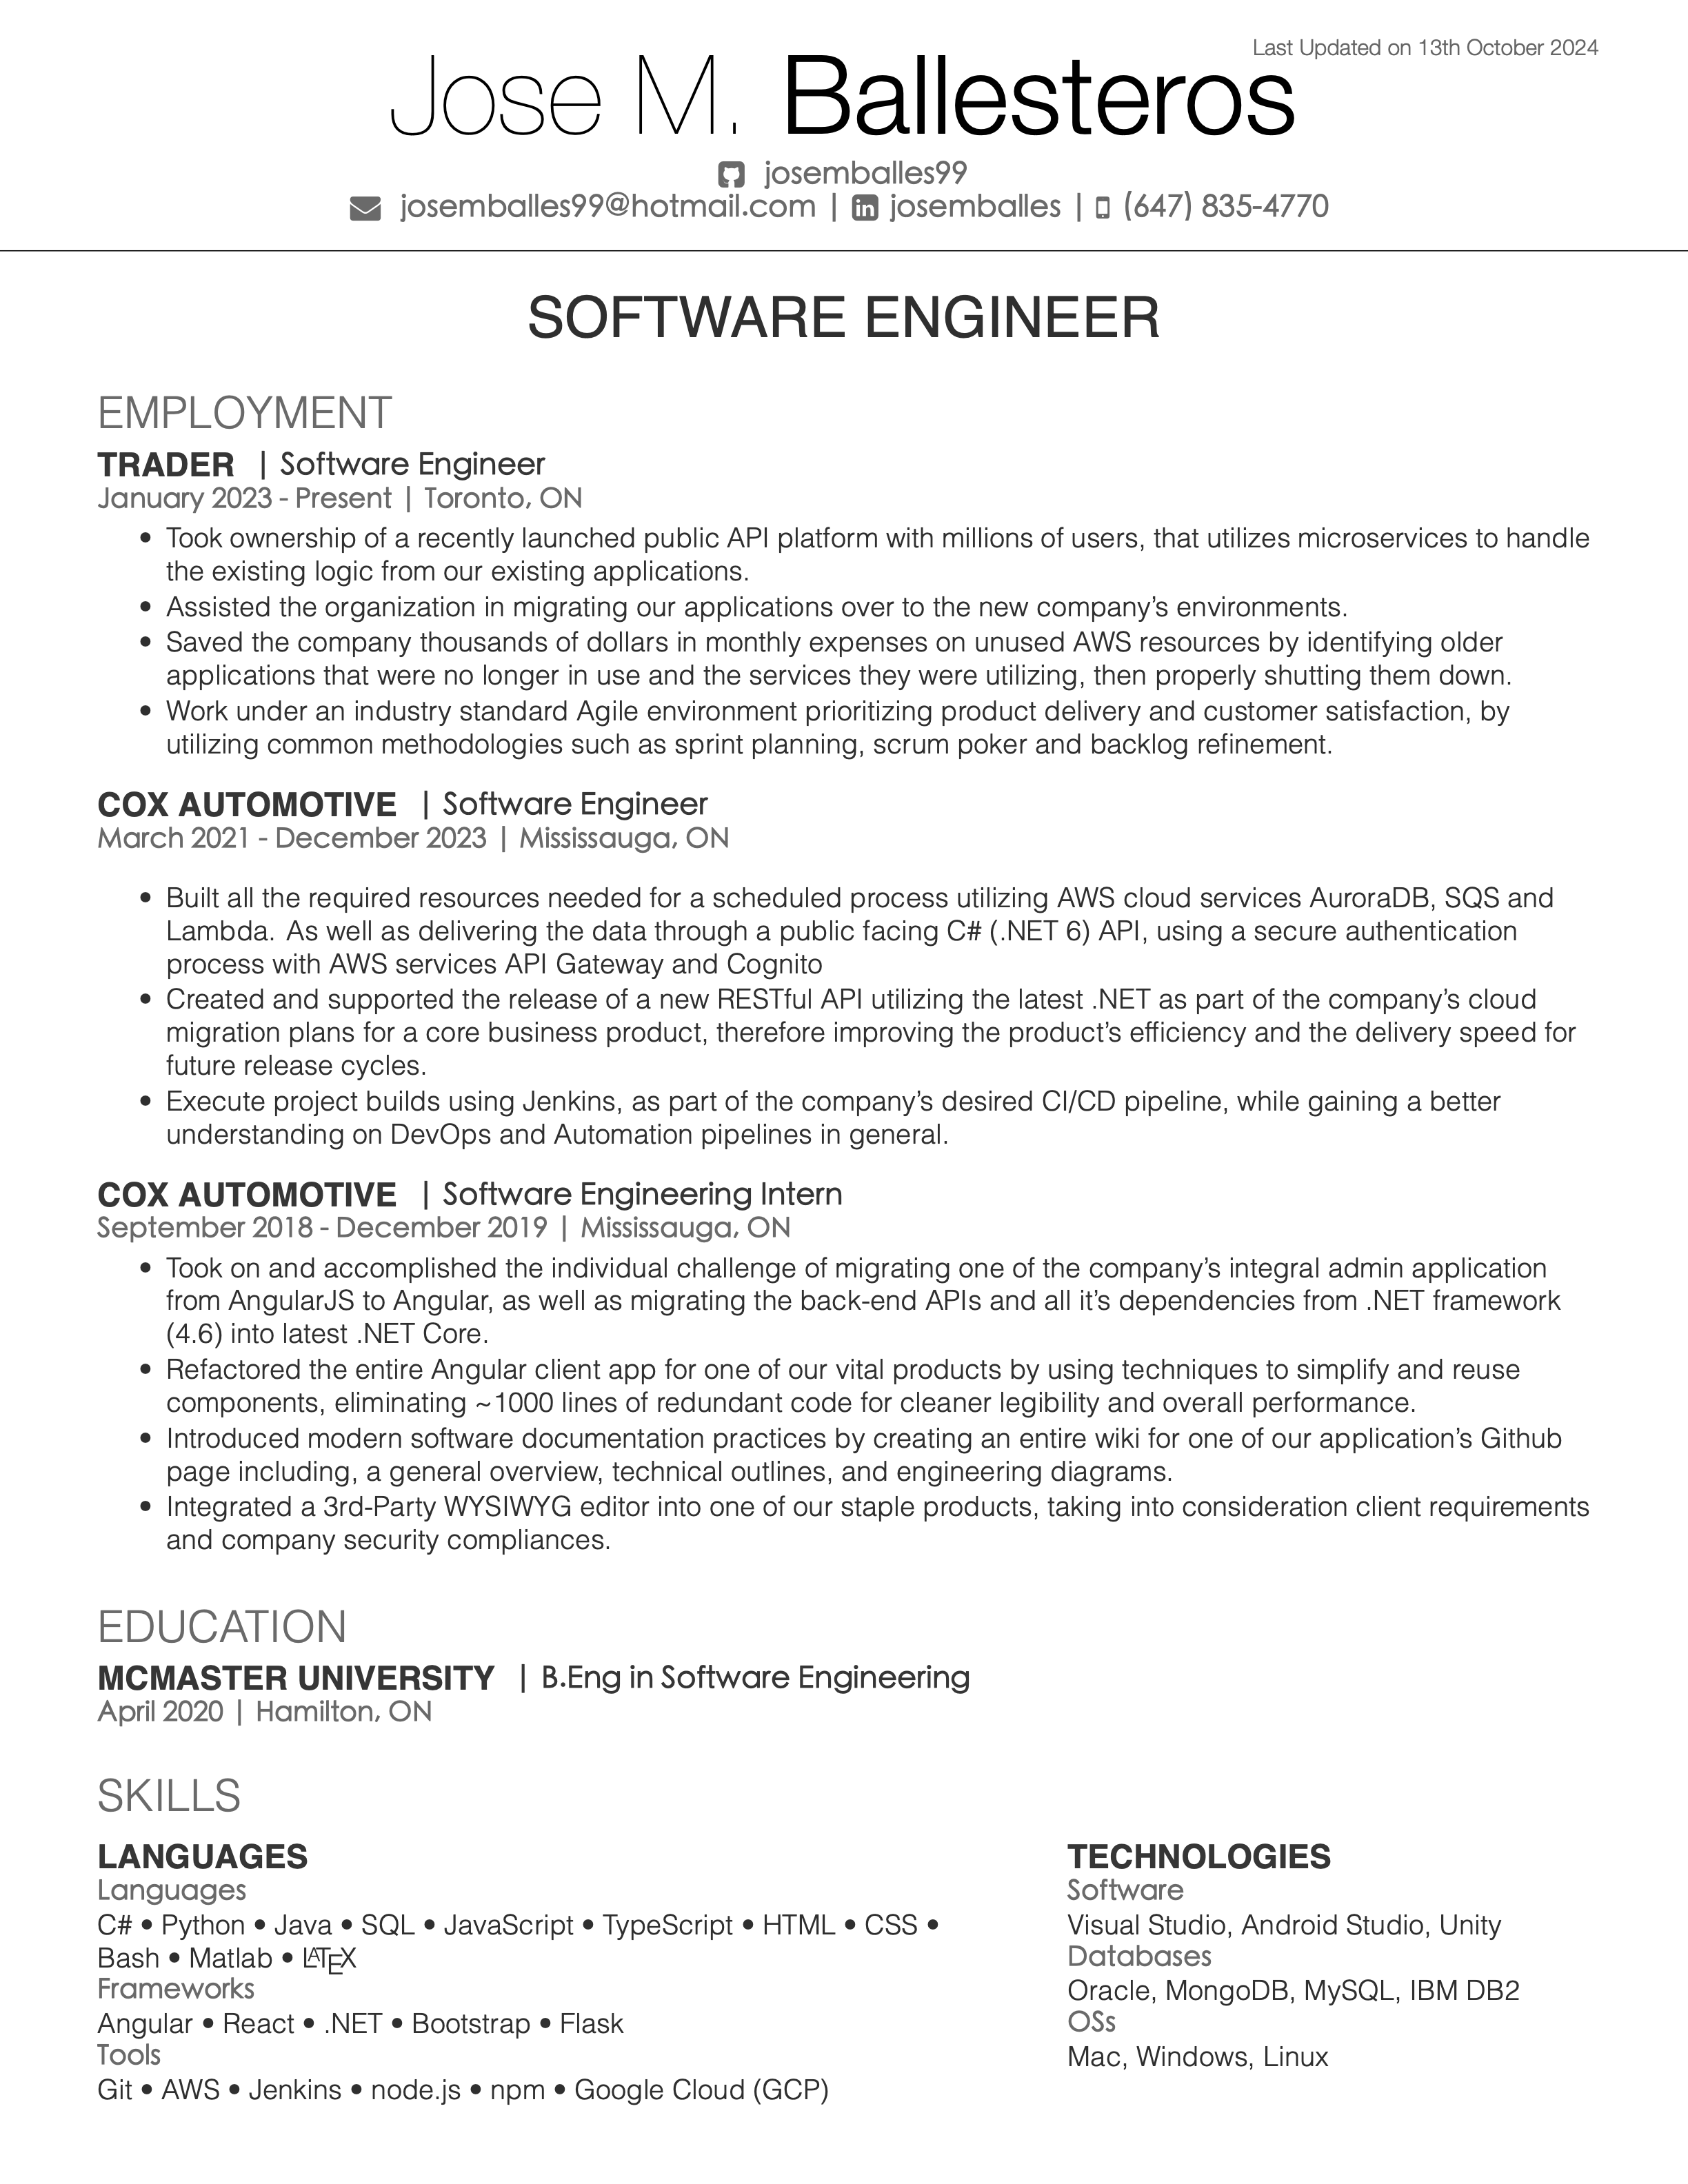 Last Updated on 13th October 2024
Jose M. Ballesteros
josemballes99
josemballes99@hotmail.com | josemballes | (647) 835-4770
SOFTWARE ENGINEER
EMPLOYMENT
TRADER | Software Engineer
January 2023 - Present | Toronto, ON
• Took ownership of a recently launched public API platform with millions of users, that utilizes microservices to handle
the existing logic from our existing applications.
• Assisted the organization in migrating our applications over to the new company’s environments.
• Saved the company thousands of dollars in monthly expenses on unused AWS resources by identifying older
applications that were no longer in use and the services they were utilizing, then properly shutting them down.
• Work under an industry standard Agile environment prioritizing product delivery and customer satisfaction, by
utilizing common methodologies such as sprint planning, scrum poker and backlog refinement.
COX AUTOMOTIVE | Software Engineer
March 2021 - December 2023 | Mississauga, ON
• Built all the required resources needed for a scheduled process utilizing AWS cloud services AuroraDB, SQS and
Lambda. As well as delivering the data through a public facing C# (.NET 6) API, using a secure authentication
process with AWS services API Gateway and Cognito
• Created and supported the release of a new RESTful API utilizing the latest .NET as part of the company’s cloud
migration plans for a core business product, therefore improving the product’s efficiency and the delivery speed for
future release cycles.
• Execute project builds using Jenkins, as part of the company’s desired CI/CD pipeline, while gaining a better
understanding on DevOps and Automation pipelines in general.
COX AUTOMOTIVE | Software Engineering Intern
September 2018 - December 2019 | Mississauga, ON
• Took on and accomplished the individual challenge of migrating one of the company’s integral admin application
from AngularJS to Angular, as well as migrating the back-end APIs and all it’s dependencies from .NET framework
(4.6) into latest .NET Core.
• Refactored the entire Angular client app for one of our vital products by using techniques to simplify and reuse
components, eliminating ~1000 lines of redundant code for cleaner legibility and overall performance.
• Introduced modern software documentation practices by creating an entire wiki for one of our application’s Github
page including, a general overview, technical outlines, and engineering diagrams.
• Integrated a 3rd-Party WYSIWYG editor into one of our staple products, taking into consideration client requirements
and company security compliances.
EDUCATION
MCMASTER UNIVERSITY | B.Eng in Software Engineering
April 2020 | Hamilton, ON
SKILLS
LANGUAGES
Languages
C# • Python • Java • SQL • JavaScript • TypeScript • HTML • CSS •
Bash • Matlab • LATEX
Frameworks
Angular • React • .NET • Bootstrap • Flask
Tools
Git • AWS • Jenkins • node.js • npm • Google Cloud (GCP)
TECHNOLOGIES
Software
Visual Studio, Android Studio, Unity
Databases
Oracle, MongoDB, MySQL, IBM DB2
OSs
Mac, Windows, Linux